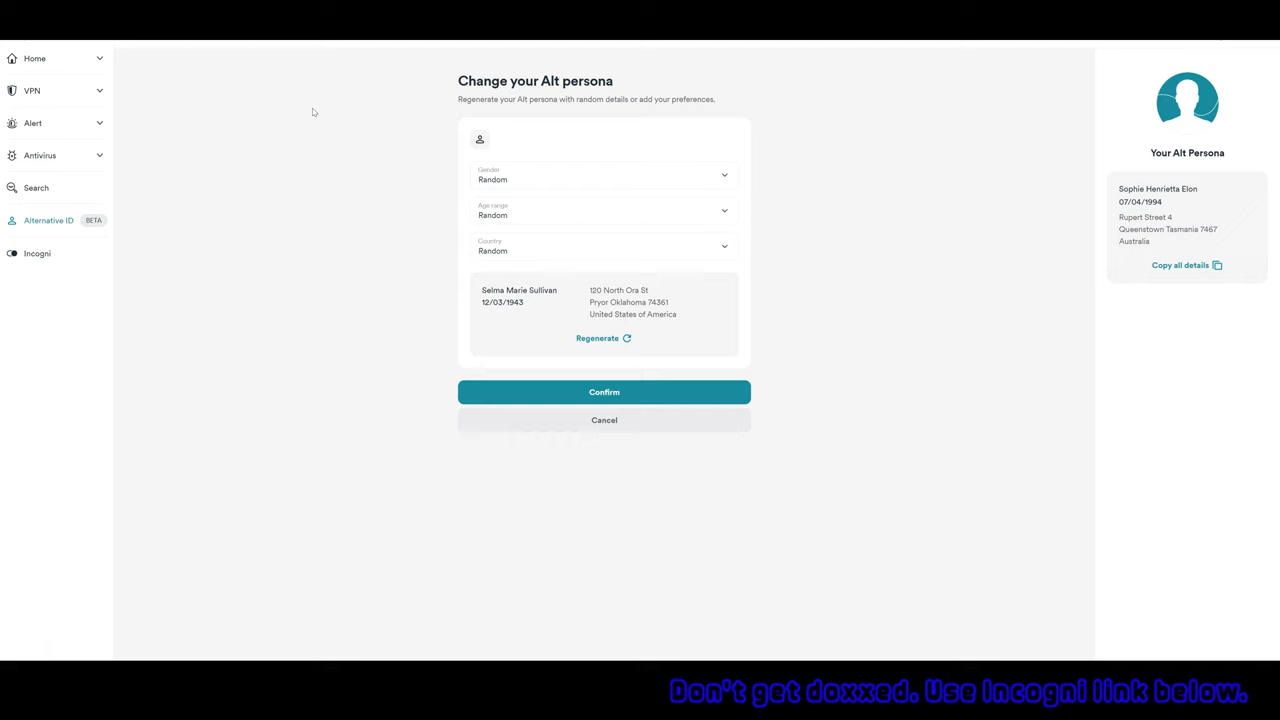 Home
VPN
Alert
Antivirus
Search
Alternative ID BETA
Incogni
Change your Alt persona
Regenerate your Alt persona with random details or add your preferences.
Gender
Random
Age range
Random
Country
Random
Selma Marie Sullivan
12/03/1943
120 North Ora St
Pryor Oklahoma 74361
United States of America
Regenerate
Confirm
Cancel
Your Alt Persona
Sophie Henrietta Elon
07/04/1994
Rupert Street 4
Queenstown Tasmania 7467
Australia
Copy all details
Don't get doxxed. Use Incogni link below.